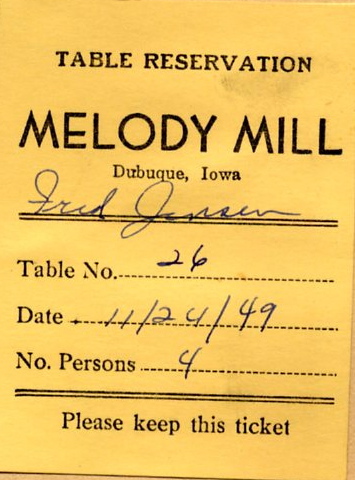 TABLE RESERVATION
MELODY MILL
Dubuque, Iowa
Fred Jensen
Table No. 26
Date 11/24/49
No. Persons 4
Please keep this ticket